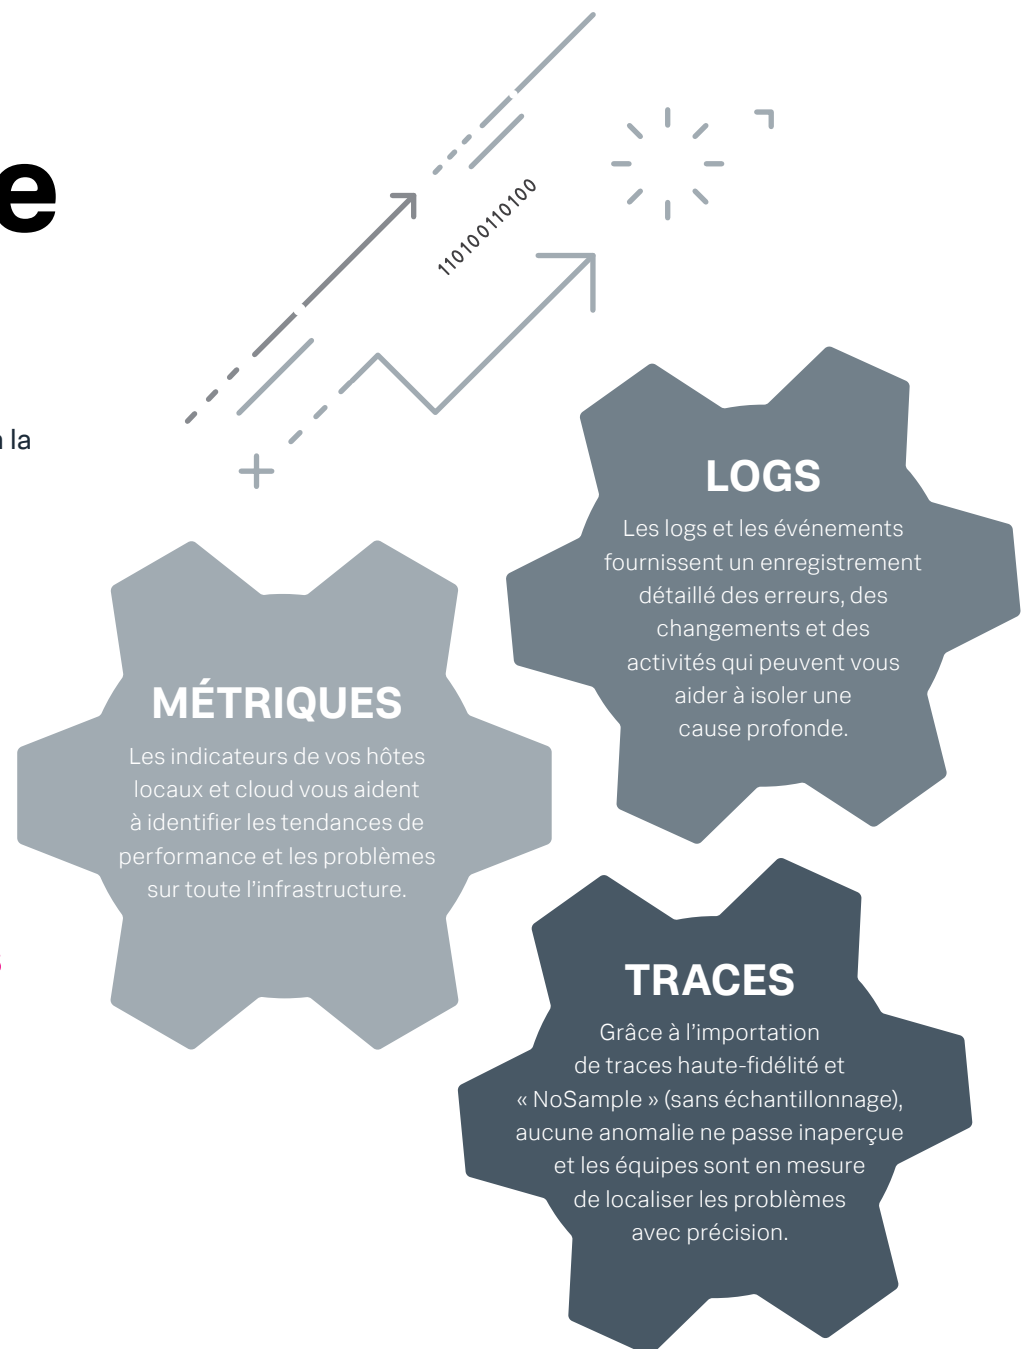 e
110100110100
à la
LOGS
Les logs et les événements
fournissent un enregistrement
détaillé des erreurs, des
changements et des
activités qui peuvent vous
aider à isoler une
cause profonde.
MÉTRIQUES
Les indicateurs de vos hôtes
locaux et cloud vous aident
à identifier les tendances de
performance et les problèmes
sur toute l’infrastructure.
TRACES
Grâce à l’importation
de traces haute-fidélité et
« NoSample » (sans échantillonnage),
aucune anomalie ne passe inaperçue
et les équipes sont en mesure
de localiser les problèmes
avec précision.